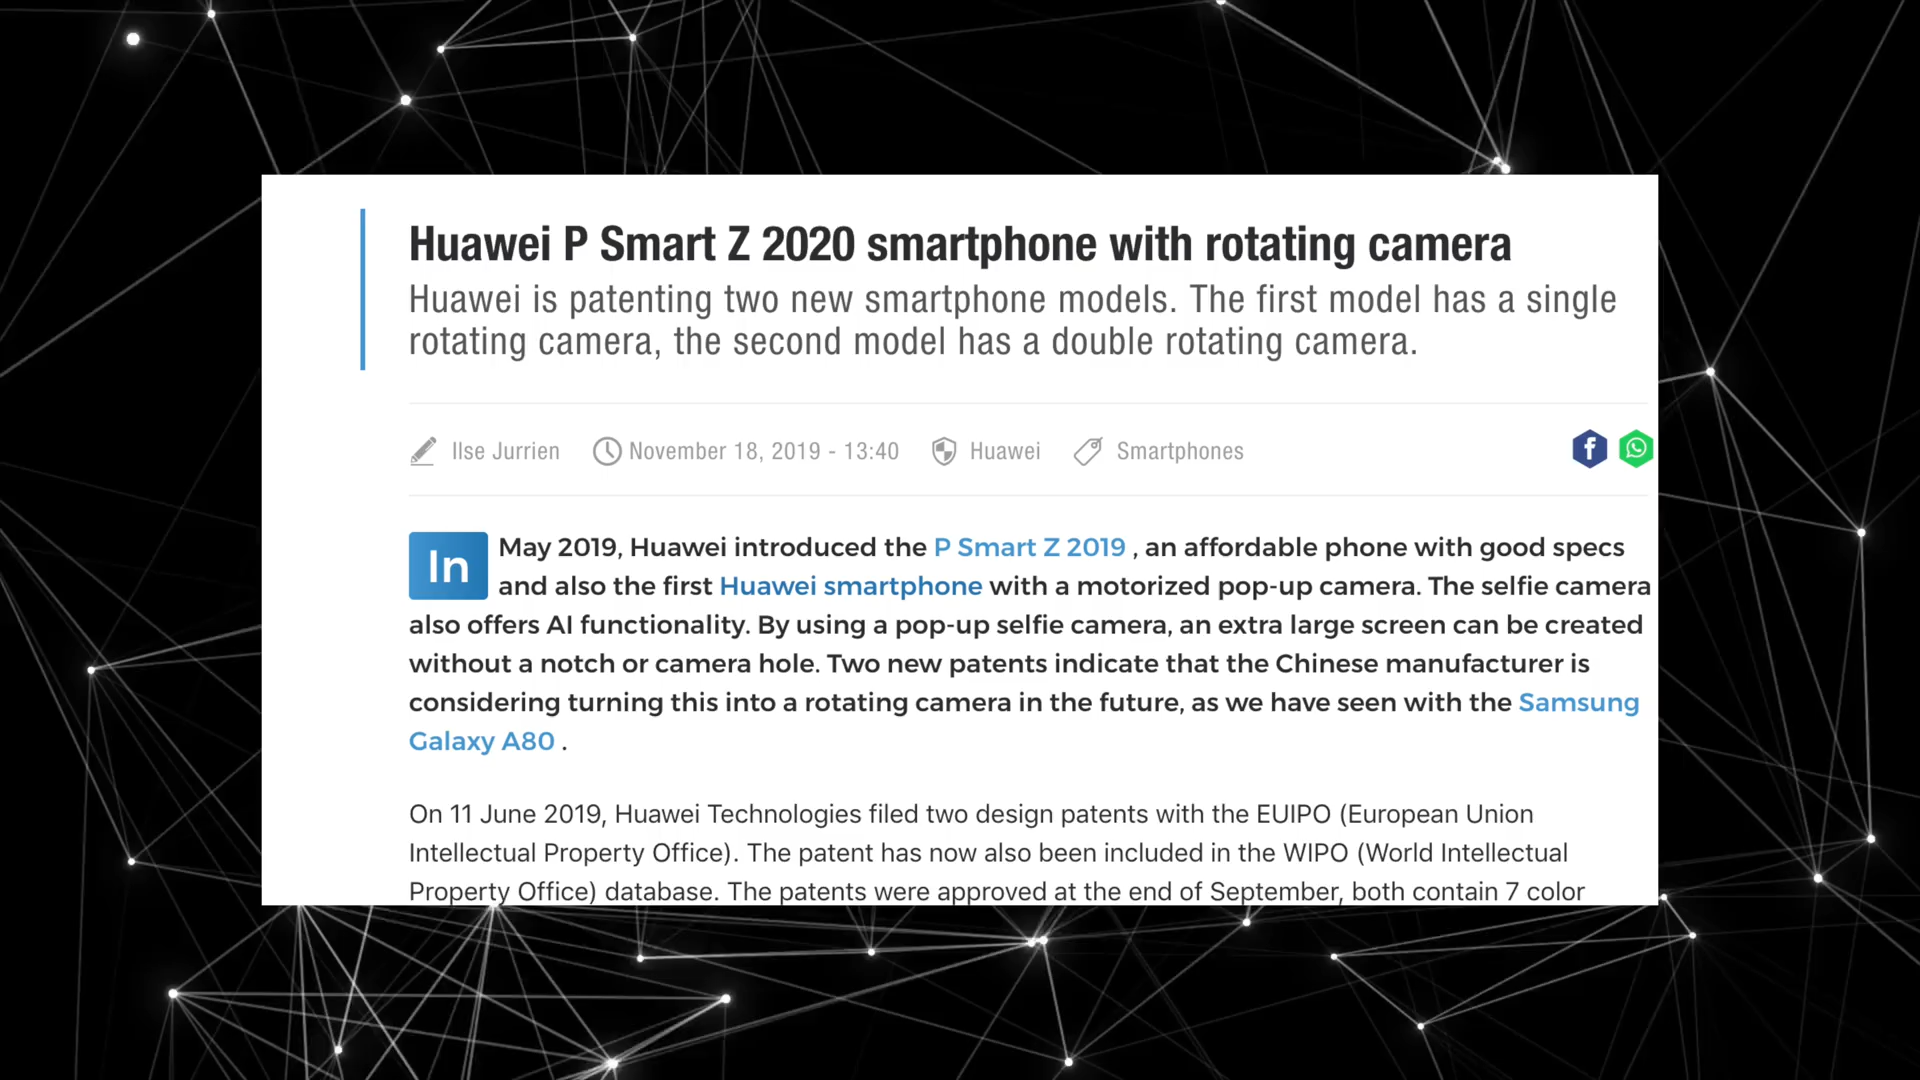 Huawei P Smart Z 2020 smartphone with rotating camera
Huawei is patenting two new smartphone models. The first model has a single
rotating camera, the second model has a double rotating camera.
Ilse Jurrien November 18, 2019 - 13:40 Huawei Smartphones
In May 2019, Huawei introduced the P Smart Z 2019 , an affordable phone with good specs
and also the first Huawei smartphone with a motorized pop-up camera. The selfie camera
also offers AI functionality. By using a pop-up selfie camera, an extra large screen can be created
without a notch or camera hole. Two new patents indicate that the Chinese manufacturer is
considering turning this into a rotating camera in the future, as we have seen with the Samsung
Galaxy A80 .
On 11 June 2019, Huawei Technologies filed two design patents with the EUIPO (European Union
Intellectual Property Office). The patent has now also been included in the WIPO (World Intellectual
Property Office) database. The patents were approved at the end of September, both contain 7 color